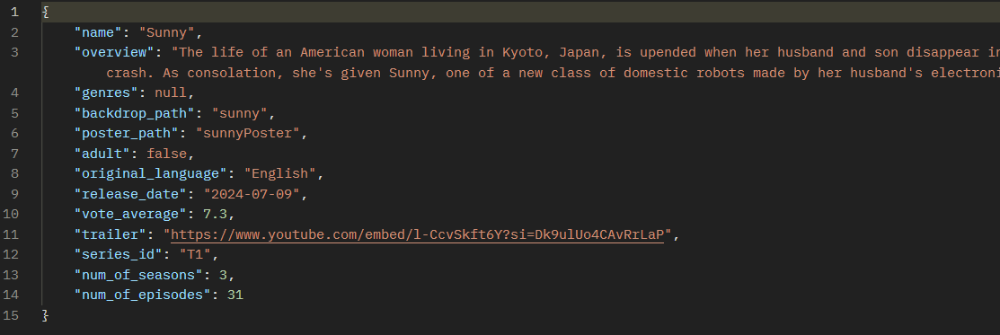 1 {
2 "name": "Sunny",
3 "overview": "The life of an American woman living in Kyoto, Japan, is upended when her husband and son disappear in
crash. As consolation, she's given Sunny, one of a new class of domestic robots made by her husband's electroni
4 "genres": null,
5 "backdrop_path": "sunny",
6 "poster_path": "sunnyPoster",
7 "adult": false,
8 "original_language": "English",
9 "release_date": "2024-07-09",
10 "vote_average": 7.3,
11 "trailer": "https://www.youtube.com/embed/l-CcvSkft6Y?si=Dk9ulUo4CAvRrLaP",
12 "series_id": "T1",
13 "num_of_seasons": 3,
14 "num_of_episodes": 31
15 }